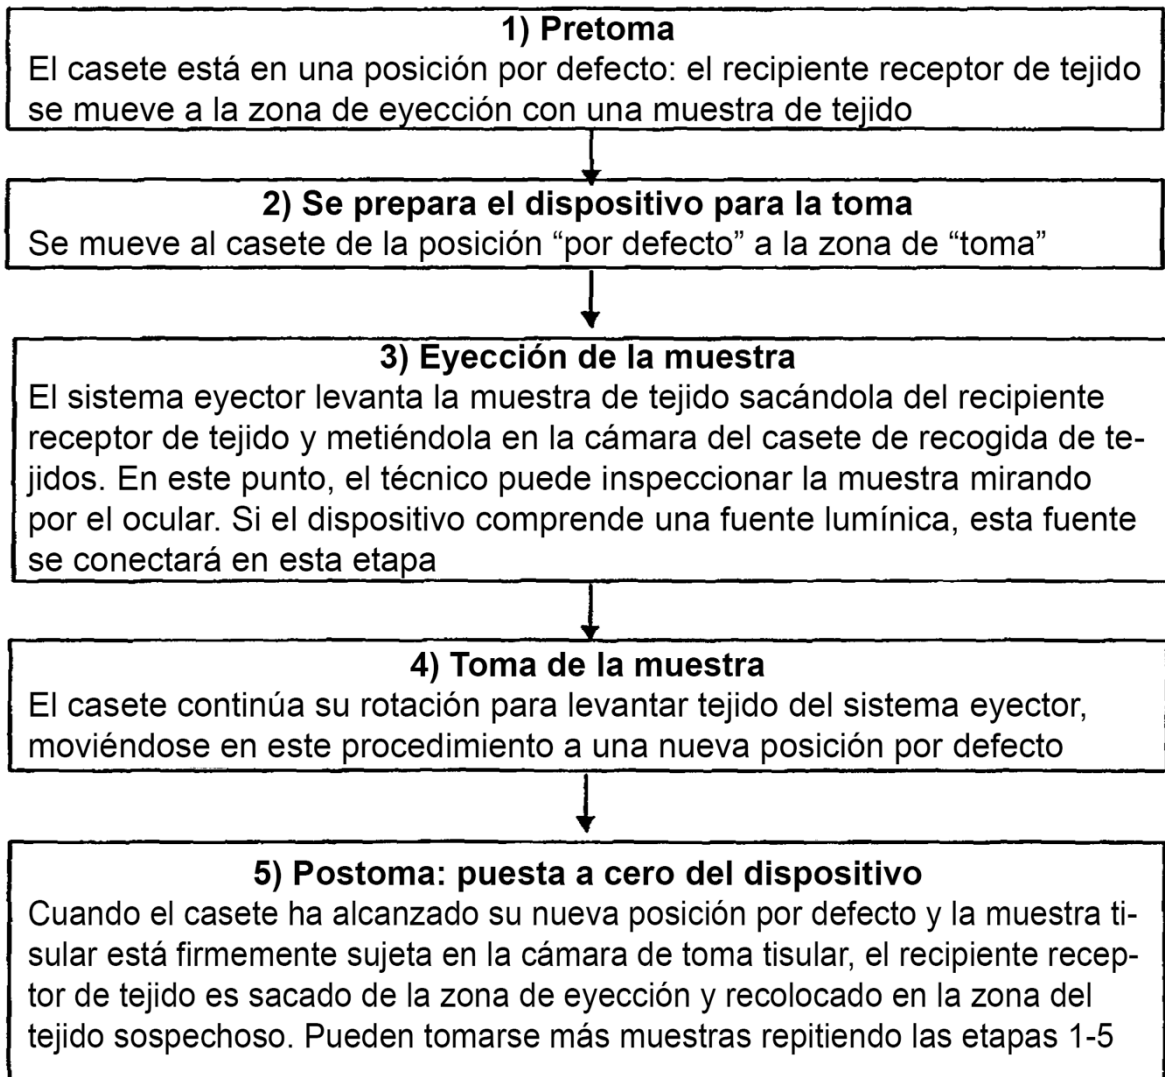 1) Pretoma
El casete está en una posición por defecto: el recipiente receptor de tejido
se mueve a la zona de eyección con una muestra de tejido
2) Se prepara el dispositivo para la toma
Se mueve al casete de la posición “por defecto” a la zona de “toma”
3) Eyección de la muestra
El sistema eyector levanta la muestra de tejido sacándola del recipiente
receptor de tejido y metiéndola en la cámara del casete de recogida de te-
jidos. En este punto, el técnico puede inspeccionar la muestra mirando
por el ocular. Si el dispositivo comprende una fuente lumínica, esta fuente
se conectará en esta etapa
4) Toma de la muestra
El casete continúa su rotación para levantar tejido del sistema eyector,
moviéndose en este procedimiento a una nueva posición por defecto
5) Postoma: puesta a cero del dispositivo
Cuando el casete ha alcanzado su nueva posición por defecto y la muestra ti-
sular está firmemente sujeta en la cámara de toma tisular, el recipiente recep-
tor de tejido es sacado de la zona de eyección y recolocado en la zona del
tejido sospechoso. Pueden tomarse más muestras repitiendo las etapas 1-5